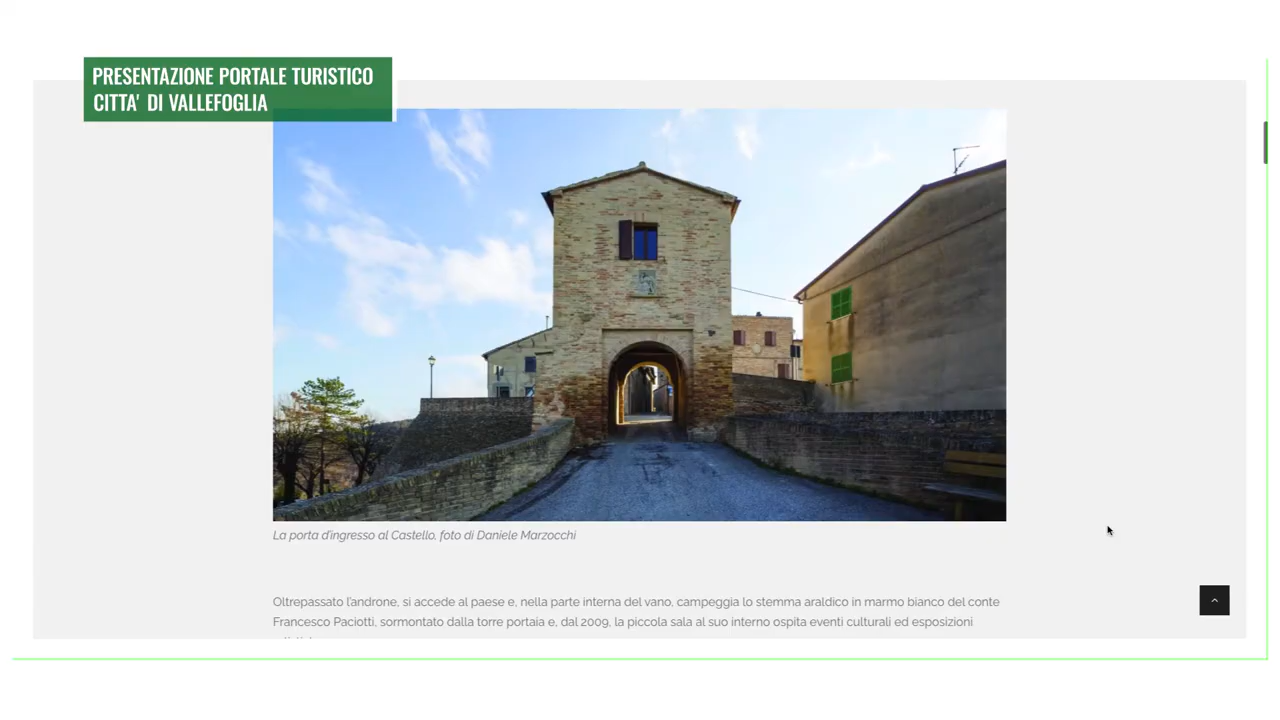 PRESENTAZIONE PORTALE TURISTICO
CITTA' DI VALLEFOGLIA
La porta d'ingresso al Castello, foto di Daniele Marzocchi
Oltrepassato l'androne, si accede al paese e, nella parte interna del vano, campeggia lo stemma araldico in marmo bianco del conte
Francesco Paciotti, sormontato dalla torre portaia e, dal 2009, la piccola sala al suo interno ospita eventi culturali ed esposizioni